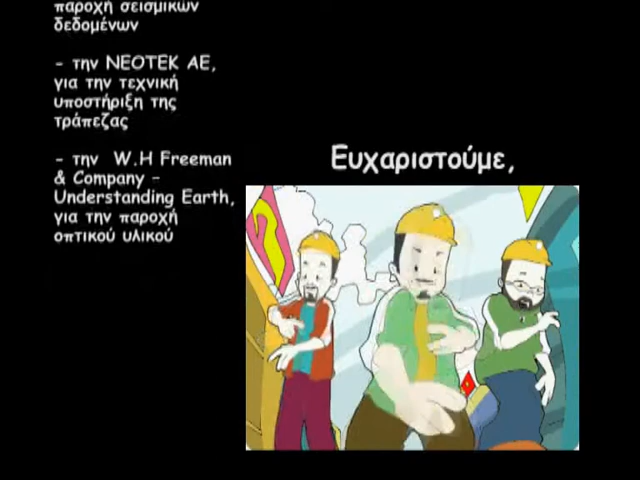 παροχή σεισμικών
δεδομένων
- την ΝΕΟΤΕΚ ΑΕ,
για την τεχνική
υποστήριξη της
τράπεζας
- την W.H Freeman
& Company –
Understanding Earth,
για την παροχή
οπτικού υλικού
Ευχαριστούμε,